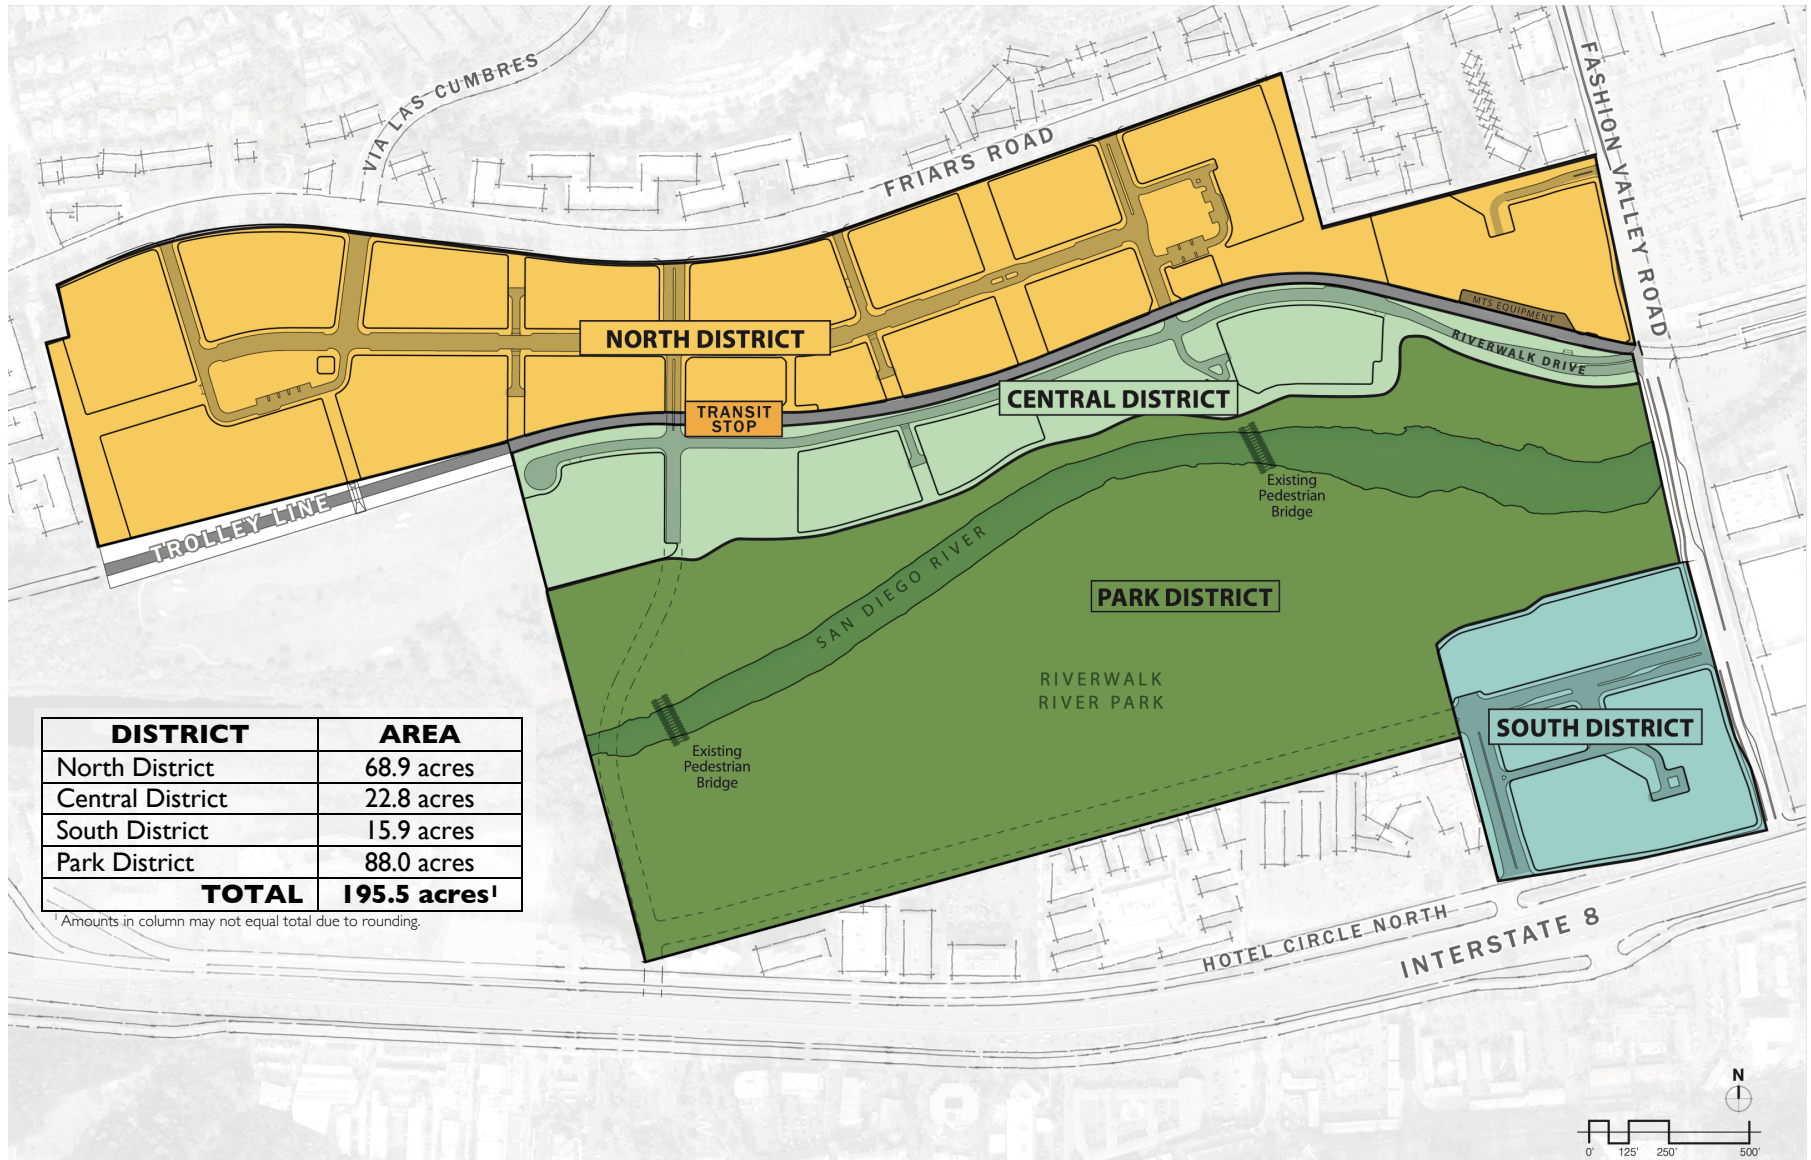 VIA LAS CUMBRES
FRIARS ROAD
FASHION VALLEY ROAD
MTS EQUIPMENT
NORTH DISTRICT
RIVERWALK DRIVE
CENTRAL DISTRICT
TRANSIT
STOP
TROLLEY LINE
Existing
Pedestrian
Bridge
SAN DIEGO RIVER
PARK DISTRICT
RIVERWALK
RIVER PARK
SOUTH DISTRICT
Existing
Pedestrian
Bridge
DISTRICT AREA
North District 68.9 acres
Central District 22.8 acres
South District 15.9 acres
Park District 88.0 acres
TOTAL 195.5 acres¹
¹ Amounts in column may not equal total due to rounding.
HOTEL CIRCLE NORTH
INTERSTATE 8
N
0' 125' 250' 500'